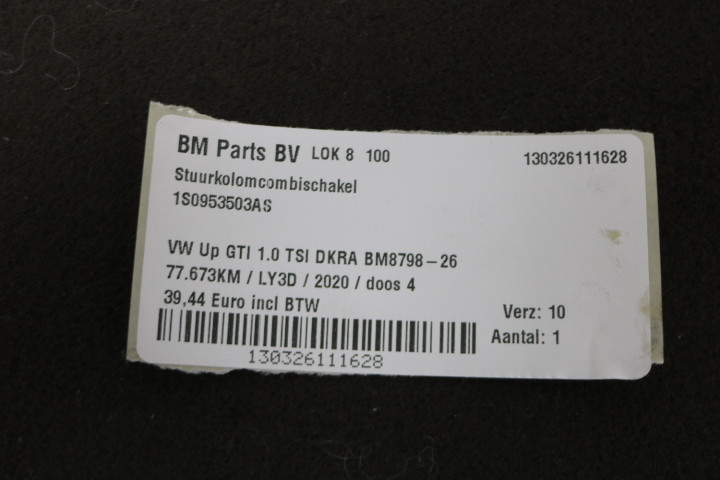 BM Parts BV LOK 8 100 130326111628
Stuurkolomcombischakel
1S0953503AS
VW Up GTI 1.0 TSI DKRA BM8798-26
77.673KM / LY3D / 2020 / doos 4
39,44 Euro incl BTW
Verz: 10
Aantal: 1
130326111628